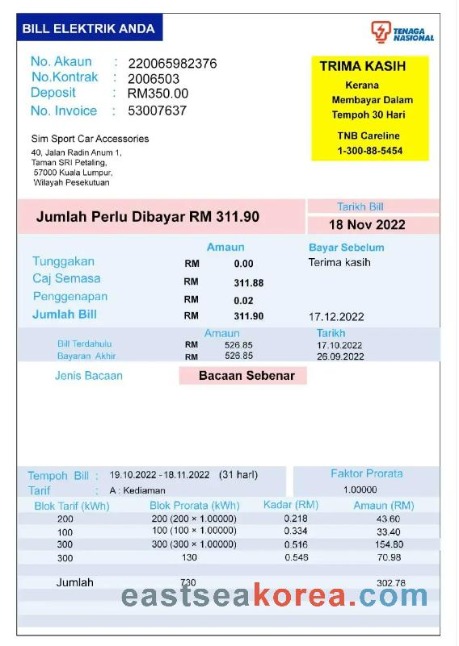 BILL ELEKTRIK ANDA
TENAGA NASIONAL
No. Akaun : 220065982376
No.Kontrak : 2006503
Deposit : RM350.00
No. Invoice : 53007637
TRIMA KASIH
Kerana
Membayar Dalam
Tempoh 30 Hari
TNB Careline
1-300-88-5454
Sim Sport Car Accessories
40, Jalan Radin Anum 1,
Taman SRI Petaling,
57000 Kuala Lumpur,
Wilayah Pesekutuan
Jumlah Perlu Dibayar RM 311.90
Tarikh Bill
18 Nov 2022
Amaun Bayar Sebelum
Tunggakan RM 0.00 Terima kasih
Caj Semasa RM 311.88
Penggenapan RM 0.02
Jumlah Bill RM 311.90 17.12.2022
Amaun Tarikh
Bill Terdahulu RM 526.85 17.10.2022
Bayaran Akhir RM 526.85 26.09.2022
Jenis Bacaan Bacaan Sebenar
Tempoh Bill : 19.10.2022 -18.11.2022 (31 harI) Faktor Prorata
Tarif : A : Kediaman 1.00000
Blok Tarif (kWh) Blok Prorata (kWh) Kadar (RM) Amaun (RM)
200 200 (200 × 1.00000) 0.218 43.60
100 100 (100 × 1.00000) 0.334 33.40
300 300 (300 × 1.00000) 0.516 154.80
300 130 0.546 70.98
Jumlah 730 302.78
eastseakorea.com